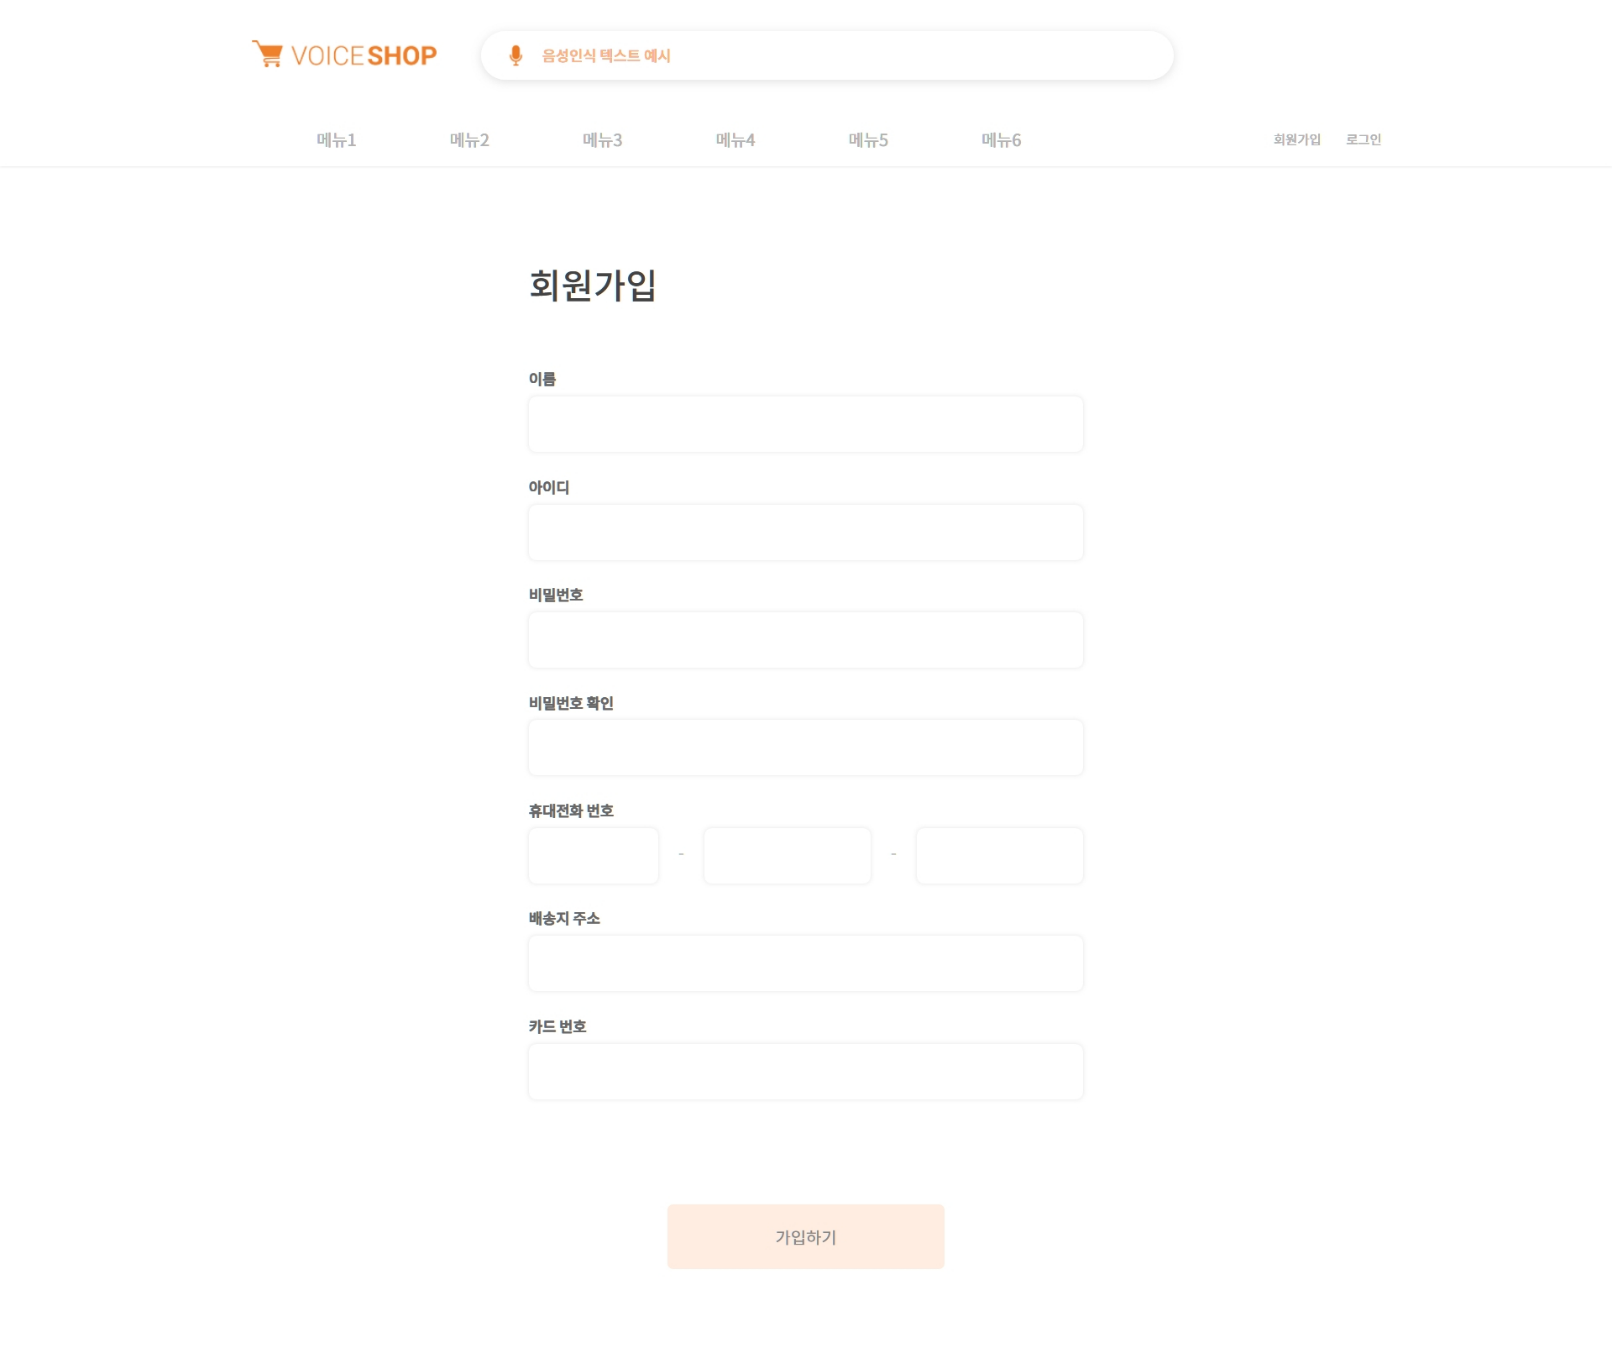 VOICE SHOP
음성인식 텍스트 예시
메뉴1 메뉴2 메뉴3 메뉴4 메뉴5 메뉴6 회원가입 로그인
회원가입
이름
아이디
비밀번호
비밀번호 확인
휴대전화 번호
- -
배송지 주소
카드 번호
가입하기